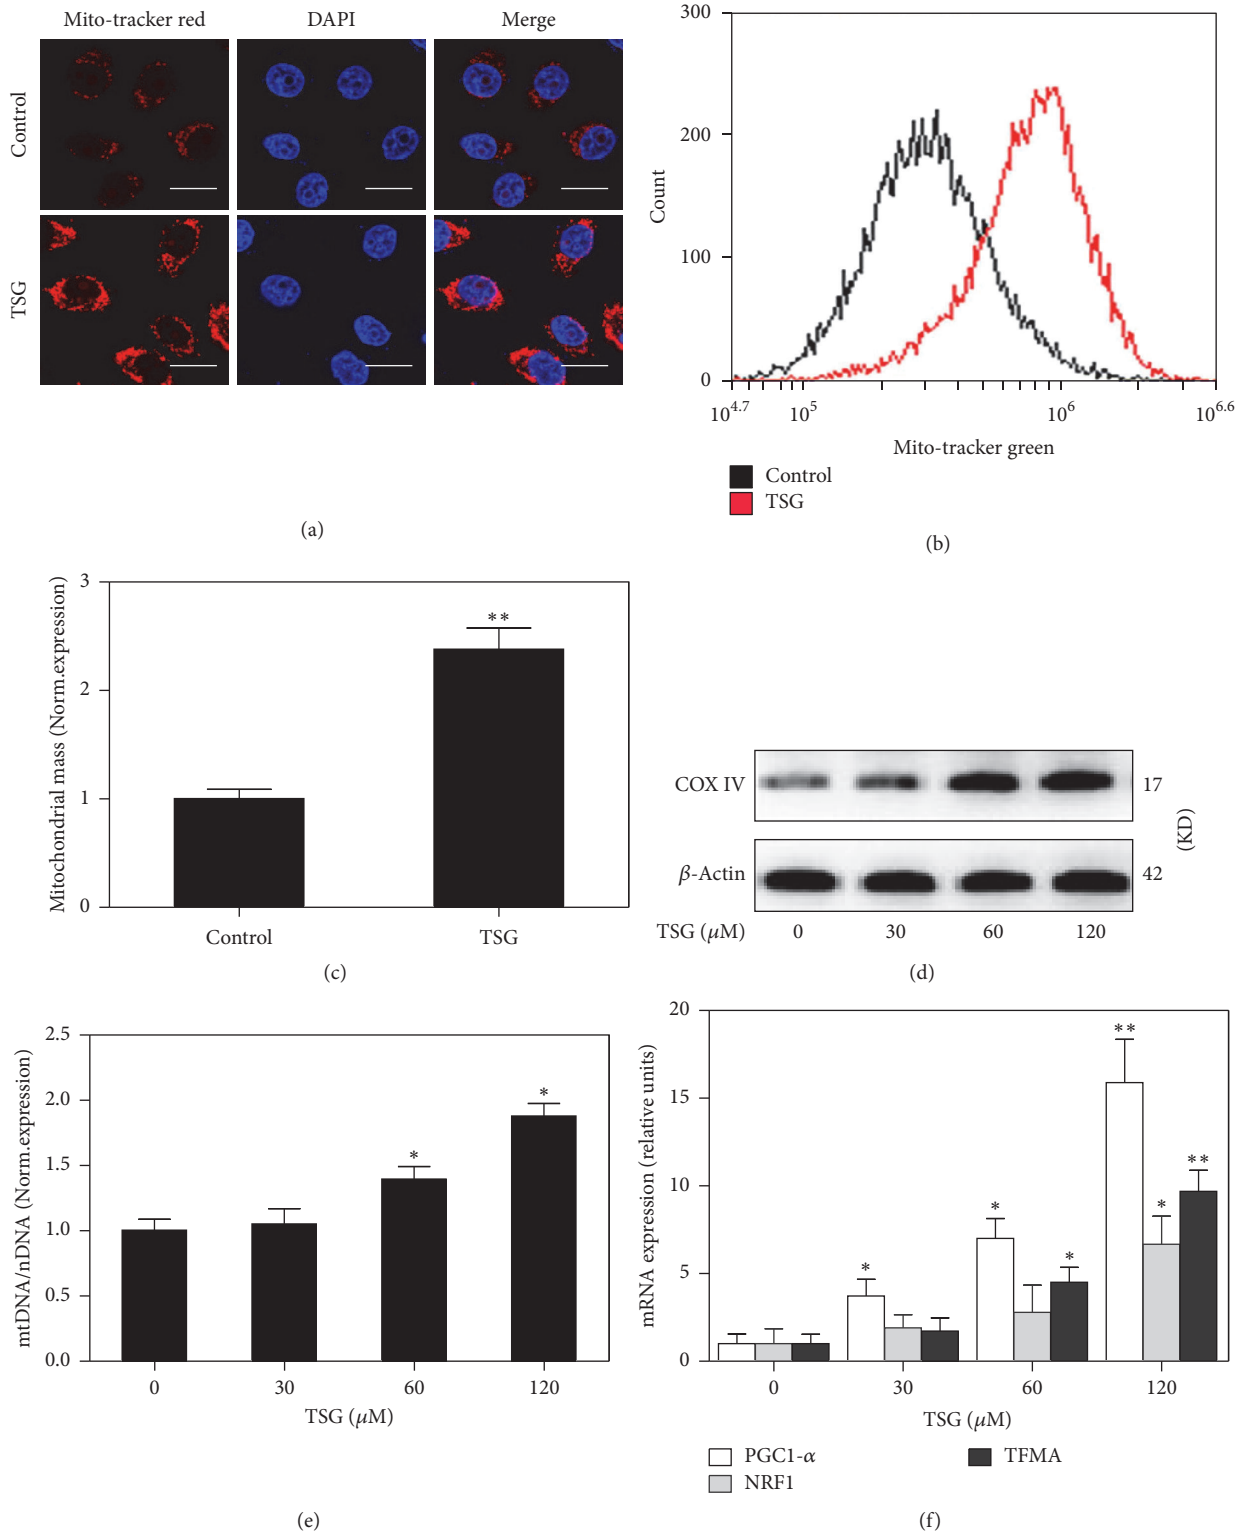 Mito-tracker red DAPI Merge
Control
TSG
(a)
300
200
100
0
Count
10^4.7 10^5 10^6 10^6.6
Mito-tracker green
Control
TSG
(b)
Mitochondrial mass (Norm.expression)
3
2
1
0
**
Control TSG
(c)
COX IV 17
β-Actin 42
(KD)
TSG (μM) 0 30 60 120
(d)
mtDNA/nDNA (Norm.expression)
2.5
2.0
1.5
1.0
0.5
0.0
* *
0 30 60 120
TSG (μM)
(e)
mRNA expression (relative units)
20
15
10
5
0
* * * ** * **
0 30 60 120
TSG (μM)
PGC1-α TFMA
NRF1
(f)